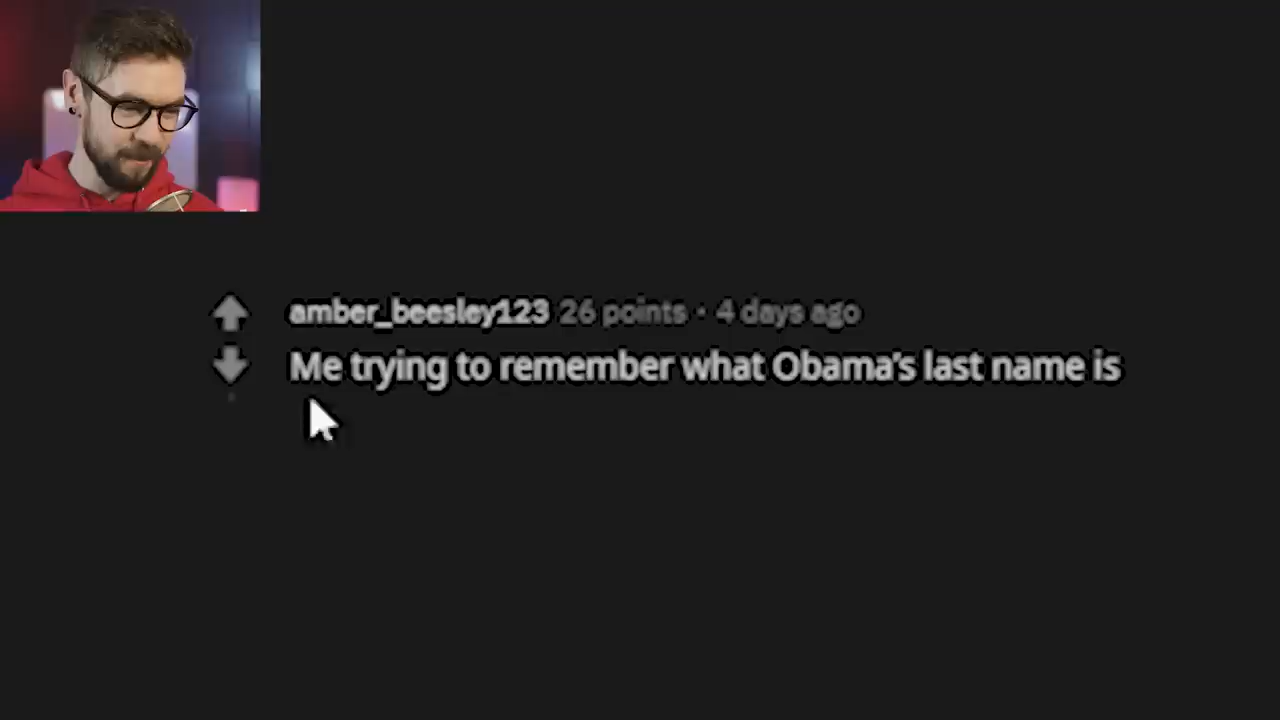 amber_beesley123 26 points · 4 days ago
Me trying to remember what Obama's last name is